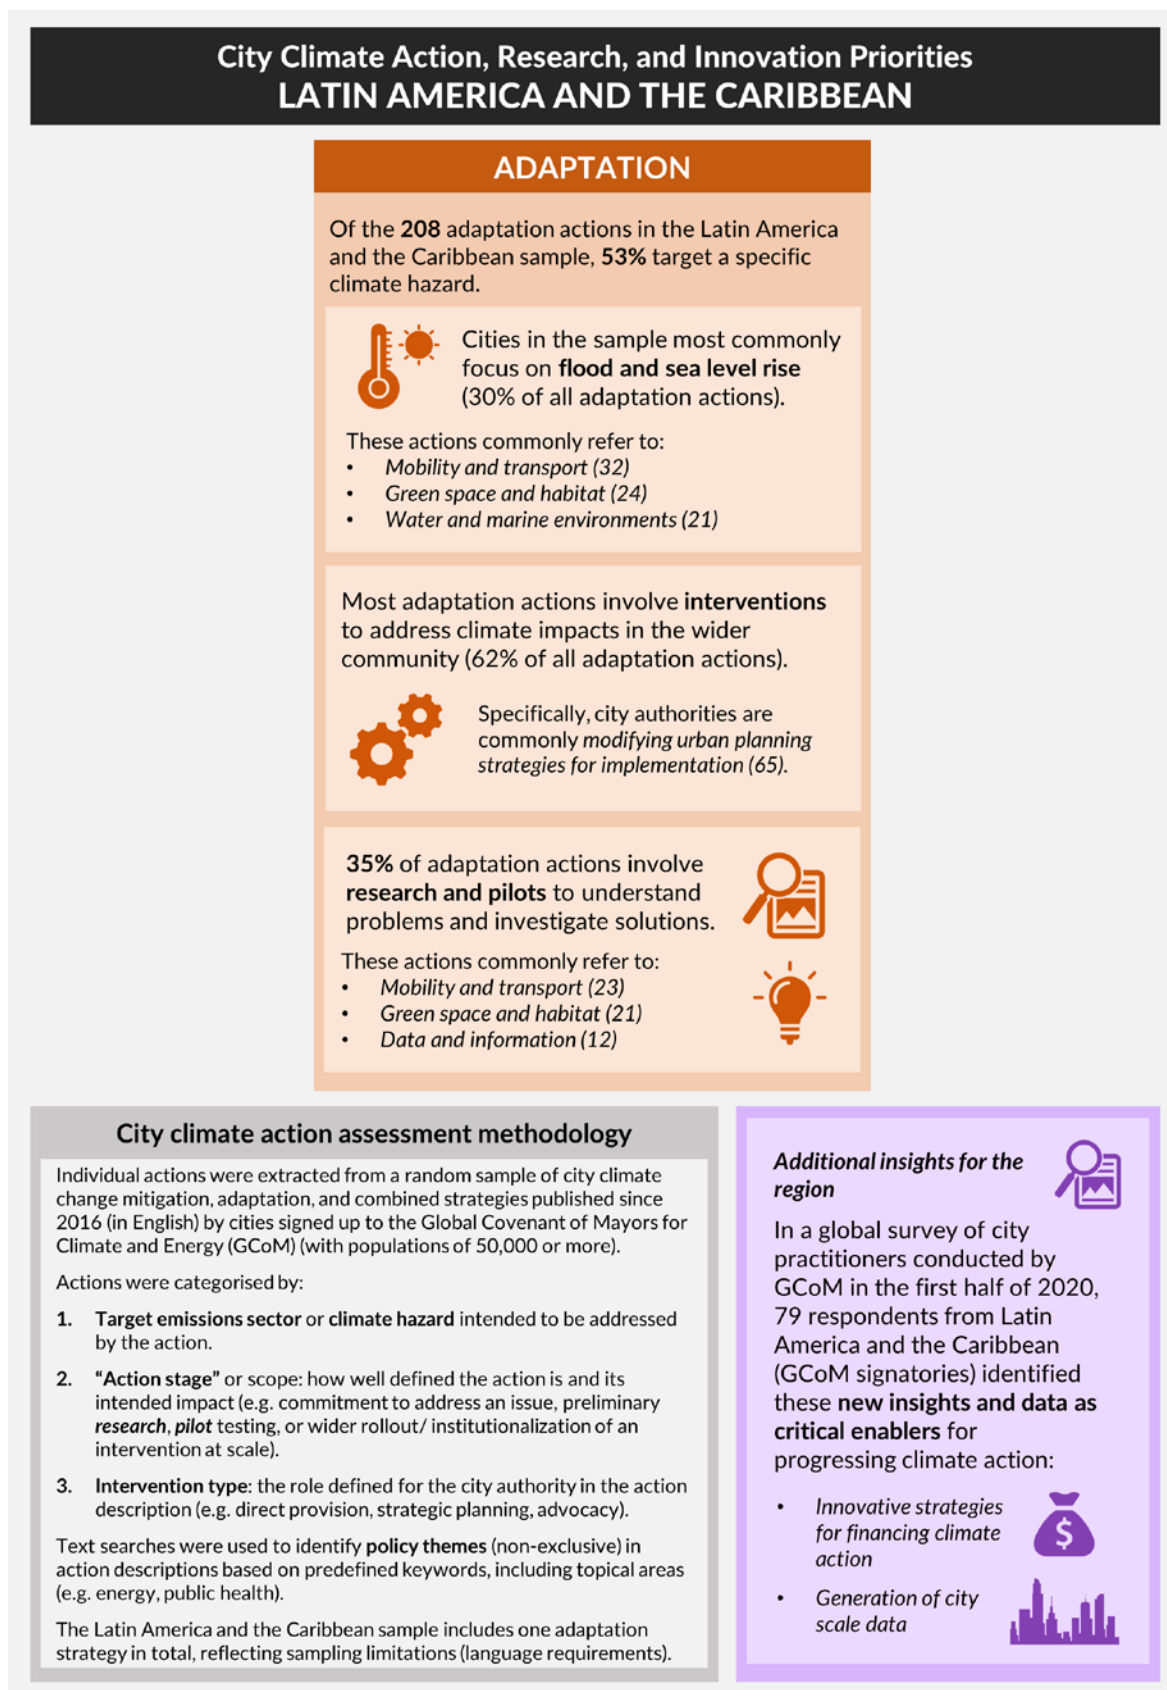 City Climate Action, Research, and Innovation Priorities
LATIN AMERICA AND THE CARIBBEAN
ADAPTATION
Of the 208 adaptation actions in the Latin America
and the Caribbean sample, 53% target a specific
climate hazard.
Cities in the sample most commonly
focus on flood and sea level rise
(30% of all adaptation actions).
These actions commonly refer to:
• Mobility and transport (32)
• Green space and habitat (24)
• Water and marine environments (21)
Most adaptation actions involve interventions
to address climate impacts in the wider
community (62% of all adaptation actions).
Specifically, city authorities are
commonly modifying urban planning
strategies for implementation (65).
35% of adaptation actions involve
research and pilots to understand
problems and investigate solutions.
These actions commonly refer to:
• Mobility and transport (23)
• Green space and habitat (21)
• Data and information (12)
City climate action assessment methodology
Individual actions were extracted from a random sample of city climate
change mitigation, adaptation, and combined strategies published since
2016 (in English) by cities signed up to the Global Covenant of Mayors for
Climate and Energy (GCoM) (with populations of 50,000 or more).
Actions were categorised by:
1. Target emissions sector or climate hazard intended to be addressed
by the action.
2. “Action stage” or scope: how well defined the action is and its
intended impact (e.g. commitment to address an issue, preliminary
research, pilot testing, or wider rollout/ institutionalization of an
intervention at scale).
3. Intervention type: the role defined for the city authority in the action
description (e.g. direct provision, strategic planning, advocacy).
Text searches were used to identify policy themes (non-exclusive) in
action descriptions based on predefined keywords, including topical areas
(e.g. energy, public health).
The Latin America and the Caribbean sample includes one adaptation
strategy in total, reflecting sampling limitations (language requirements).
Additional insights for the
region
In a global survey of city
practitioners conducted by
GCoM in the first half of 2020,
79 respondents from Latin
America and the Caribbean
(GCoM signatories) identified
these new insights and data as
critical enablers for
progressing climate action:
• Innovative strategies
for financing climate
action
$
• Generation of city
scale data